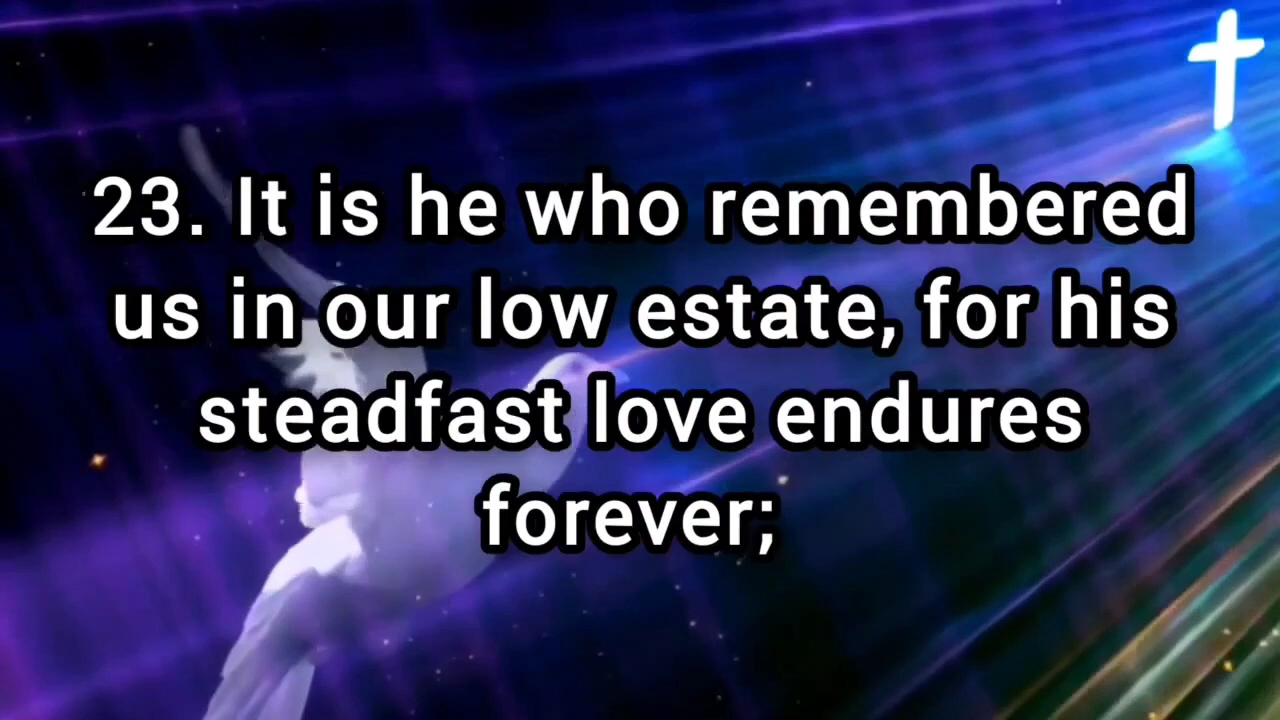 23. It is he who remembered
us in our low estate, for his
steadfast love endures
forever;